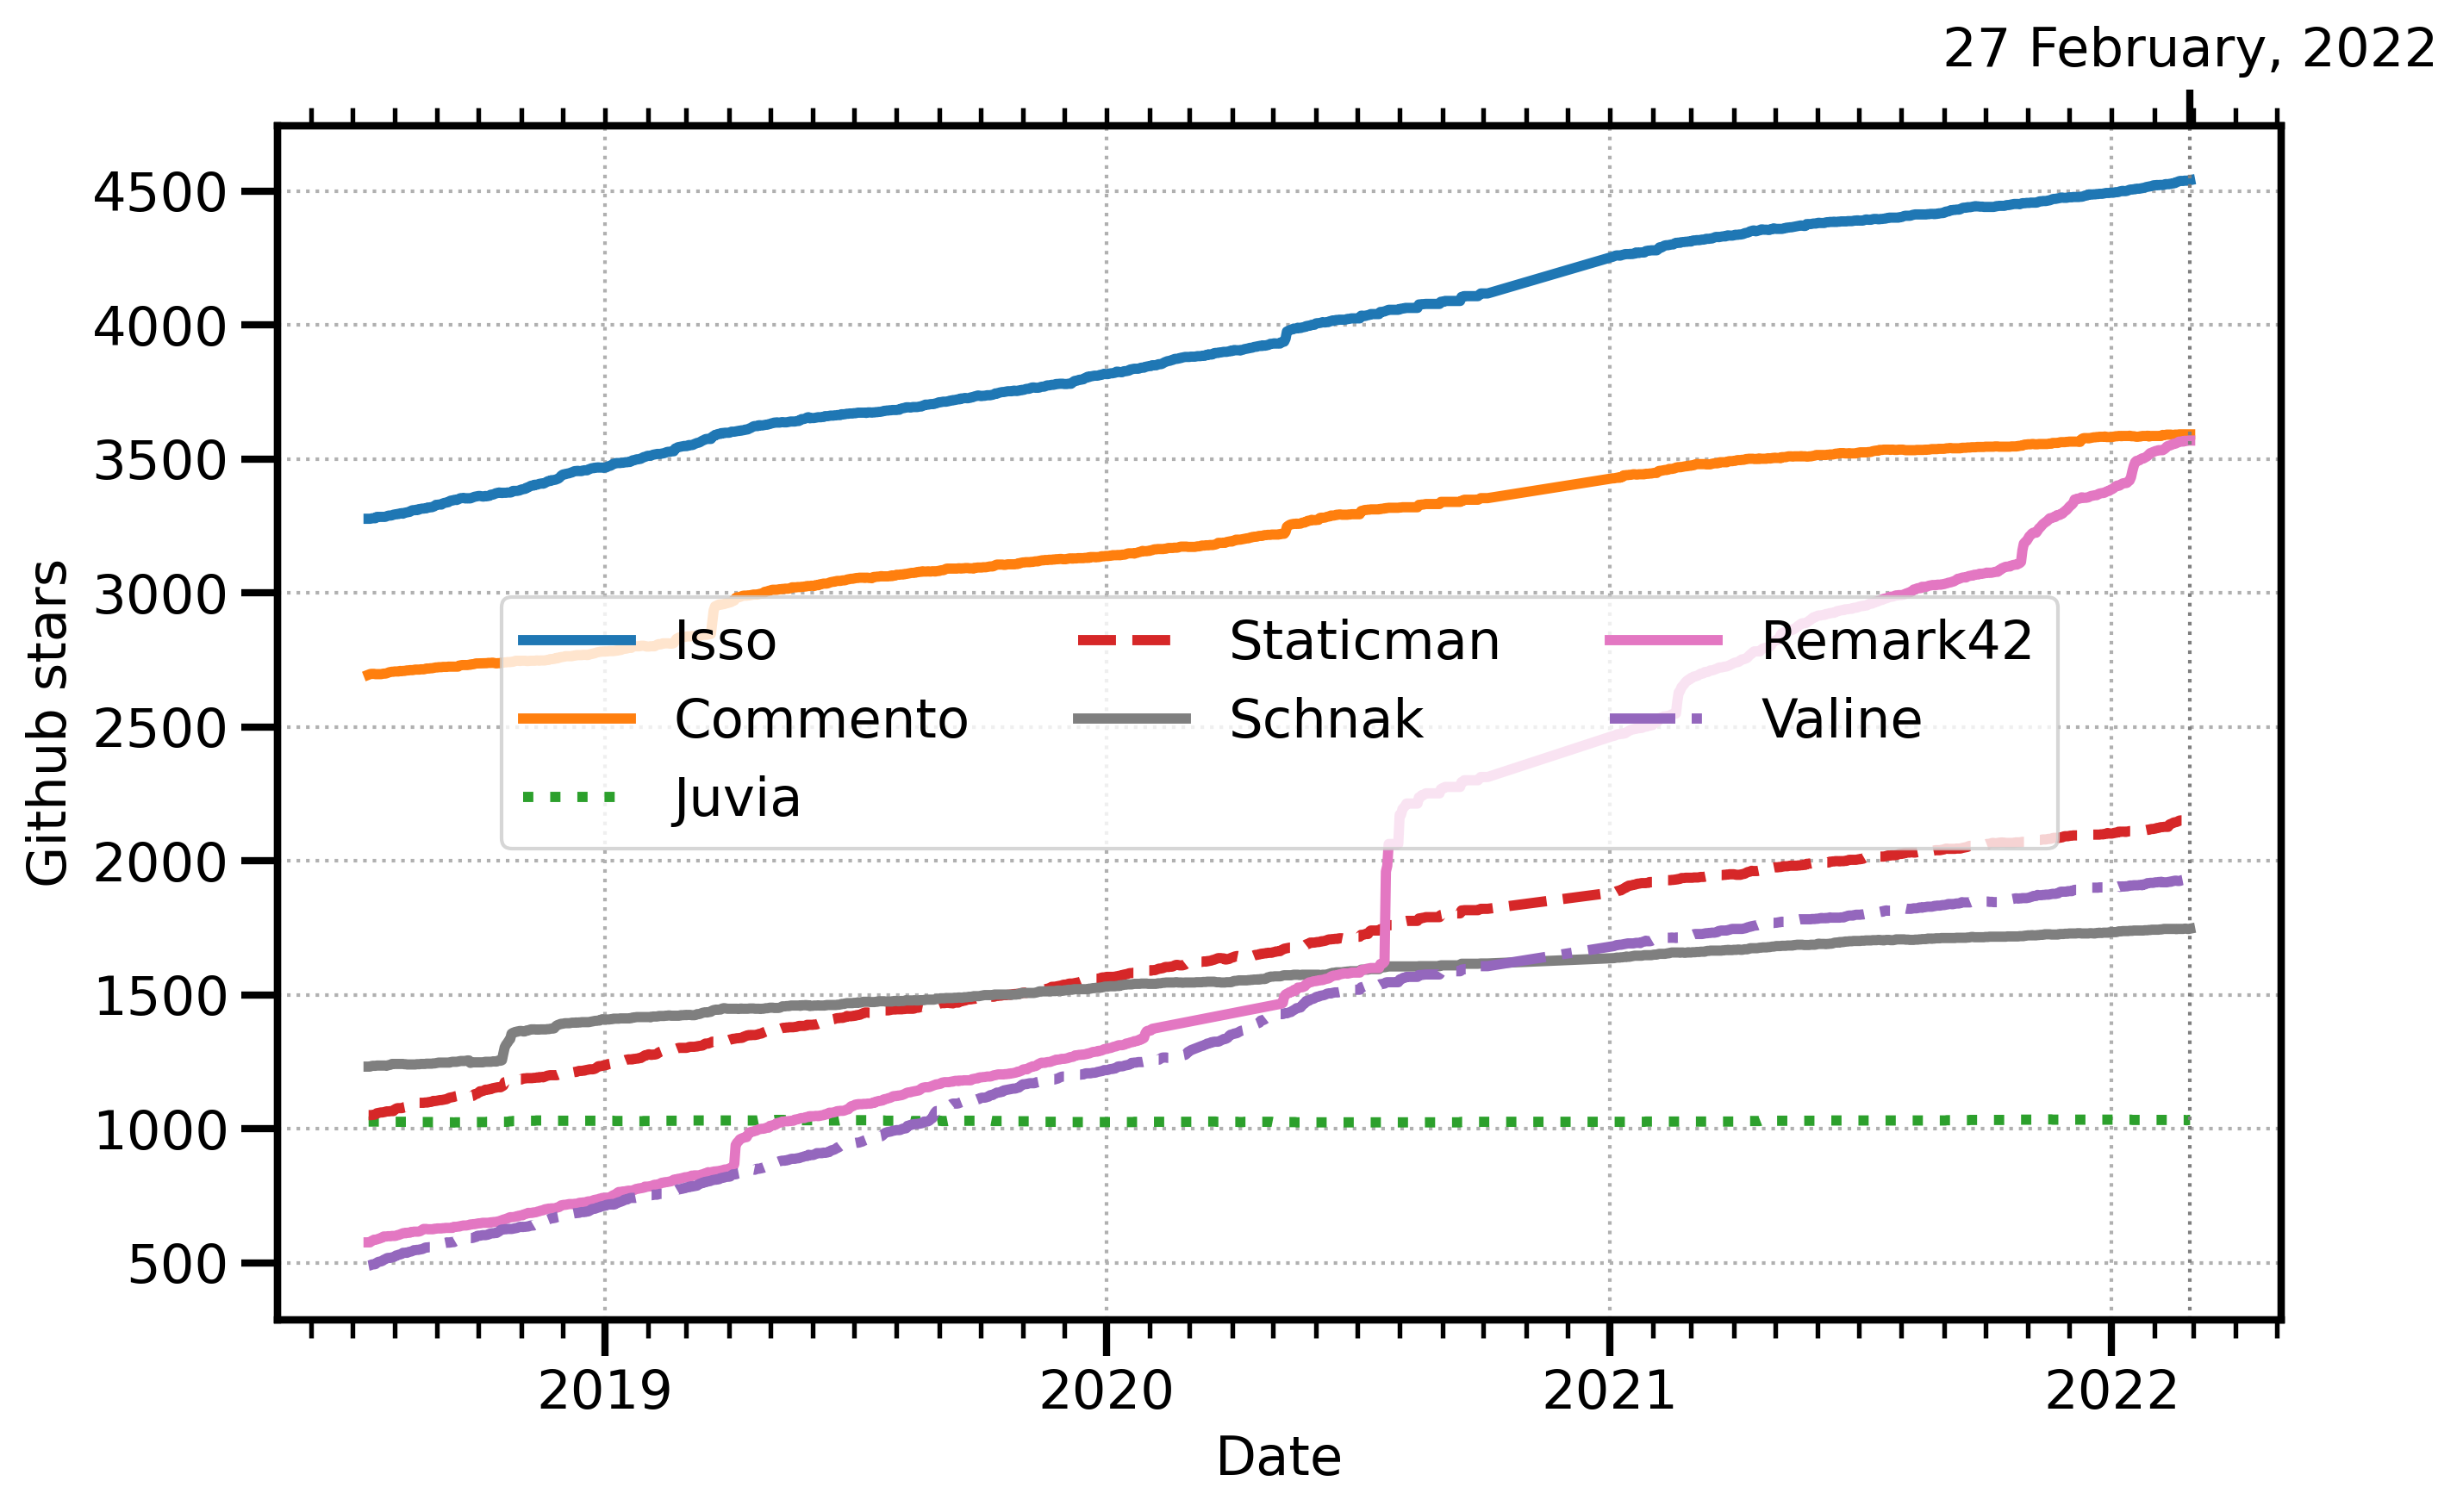 27 February, 2022
4500
4000
3500
3000
2500
2000
1500
1000
500
Github stars
Isso
Commento
Juvia
Staticman
Schnak
Remark42
Valine
2019
2020
2021
2022
Date